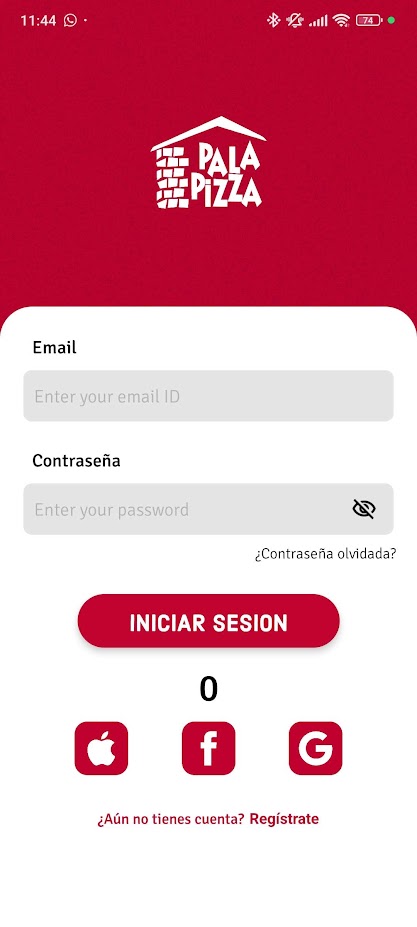 11:44
74
PALA
PiZZA
Email
Enter your email ID
Contraseña
Enter your password
¿Contraseña olvidada?
INICIAR SESION
O
¿Aún no tienes cuenta? Regístrate